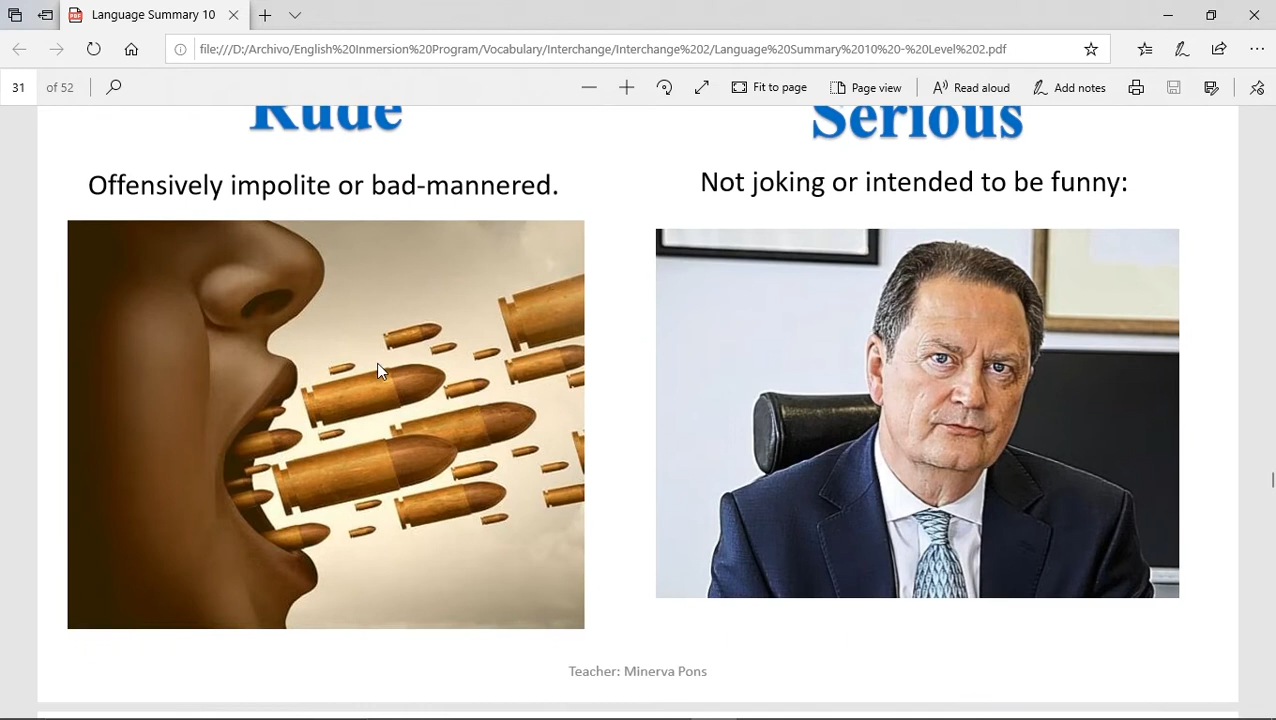 Language Summary 10
file:///D:/Archivo/English%20Inmersion%20Program/Vocabulary/Interchange/Interchange%202/Language%20Summary%2010%20-%20Level%202.pdf
31 of 52
Fit to page
Page view
Read aloud
Add notes
Rude
Serious
Offensively impolite or bad-mannered.
Not joking or intended to be funny:
Teacher: Minerva Pons